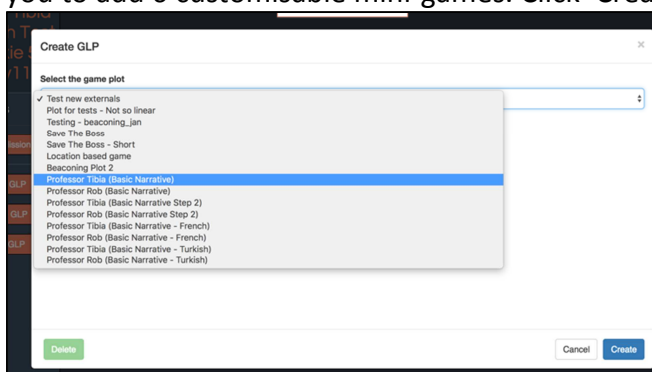 you to add 6 customisable mini-games. Click 'Crea
Create GLP
×
Select the game plot
✓ Test new externals
Plot for tests - Not so linear
Testing - beaconing_jan
Save The Boss
Save The Boss - Short
Location based game
Beaconing Plot 2
Professor Tibia (Basic Narrative)
Professor Rob (Basic Narrative)
Professor Tibia (Basic Narrative Step 2)
Professor Rob (Basic Narrative Step 2)
Professor Tibia (Basic Narrative - French)
Professor Rob (Basic Narrative - French)
Professor Tibia (Basic Narrative - Turkish)
Professor Rob (Basic Narrative - Turkish)
ission
GLP
GLP
GLP
Delete
Cancel
Create